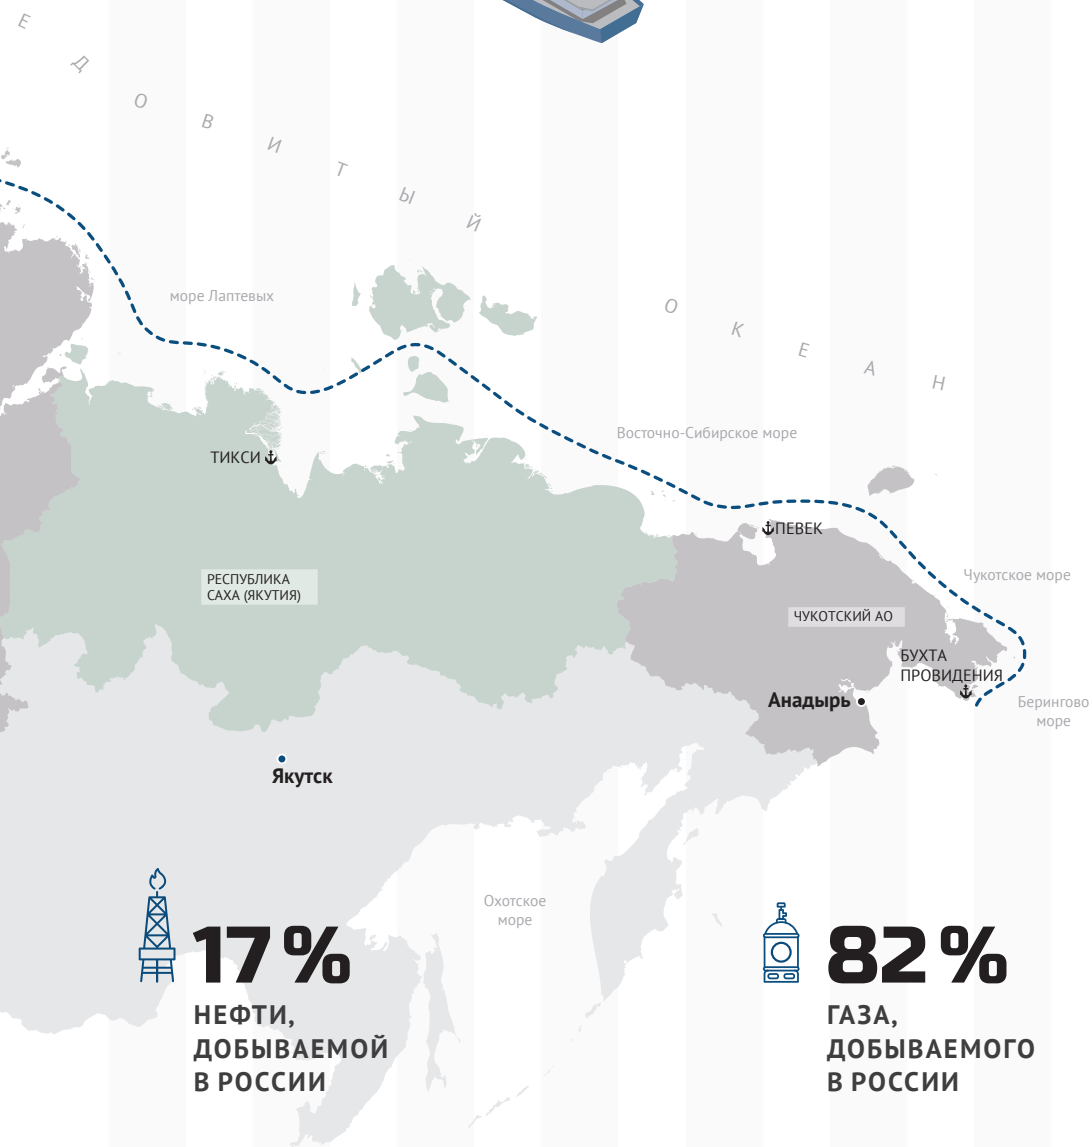 Е Д О В И Т Ы Й
О К Е А Н
море Лаптевых
Восточно-Сибирское море
ТИКСИ
ПЕВЕК
РЕСПУБЛИКА
САХА (ЯКУТИЯ)
Чукотское море
ЧУКОТСКИЙ АО
БУХТА
ПРОВИДЕНИЯ
Анадырь
Берингово
море
Якутск
Охотское
море
17 %
НЕФТИ,
ДОБЫВАЕМОЙ
В РОССИИ
82 %
ГАЗА,
ДОБЫВАЕМОГО
В РОССИИ